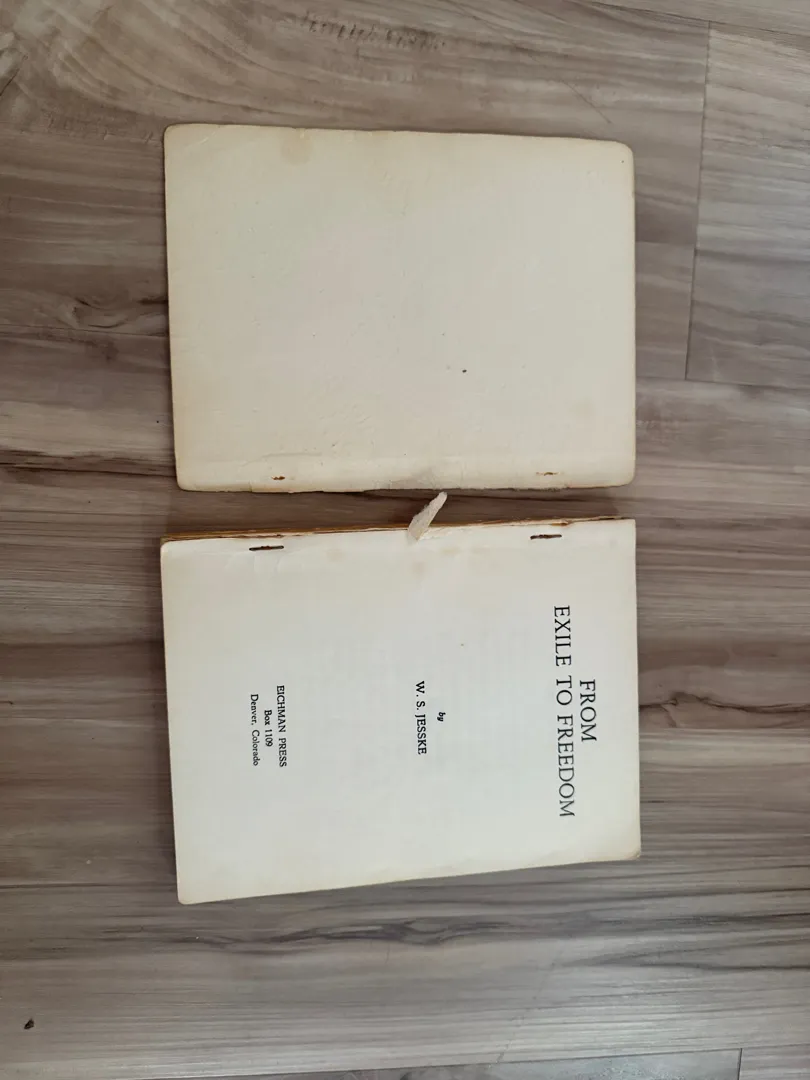 FROM
EXILE TO FREEDOM
by
W. S. JESSKE
EICHMAN PRESS
Box 1109
Denver, Colorado